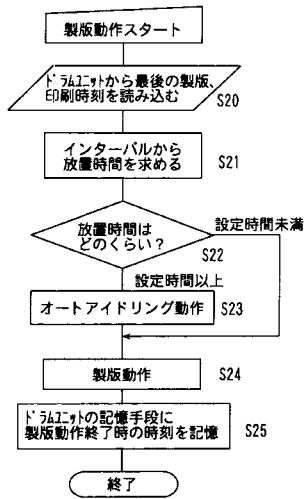 製版動作スタート
ドラムユニットから最後の製版、
印刷時刻を読み込む
S20
インターバルから
放置時間を求める
S21
放置時間は
どのくらい？
設定時間未満
S22
設定時間以上
オートアイドリング動作
S23
製版動作
S24
ドラムユニットの記憶手段に
製版動作終了時の時刻を記憶
S25
終了